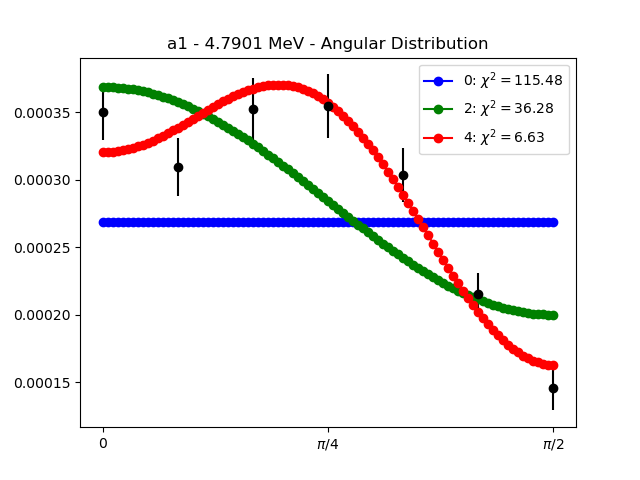 a1 - 4.7901 MeV - Angular Distribution
0: χ² = 115.48
2: χ² = 36.28
4: χ² = 6.63
0.00035
0.00030
0.00025
0.00020
0.00015
0 π/4 π/2